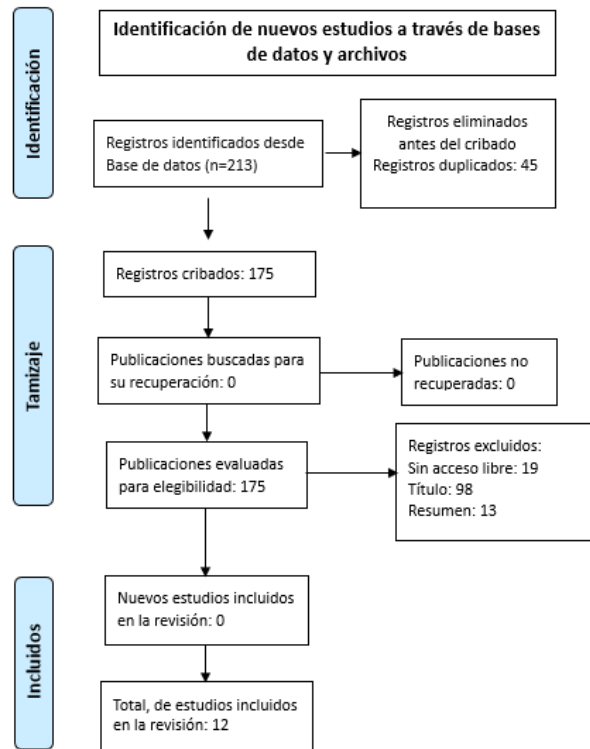 Identificación
Identificación de nuevos estudios a través de bases
de datos y archivos
Registros identificados desde
Base de datos (n=213)
Registros eliminados
antes del cribado
Registros duplicados: 45
Tamizaje
Registros cribados: 175
Publicaciones buscadas para
su recuperación: 0
Publicaciones no
recuperadas: 0
Publicaciones evaluadas
para elegibilidad: 175
Registros excluidos:
Sin acceso libre: 19
Título: 98
Resumen: 13
Incluidos
Nuevos estudios incluidos
en la revisión: 0
Total, de estudios incluidos
en la revisión: 12